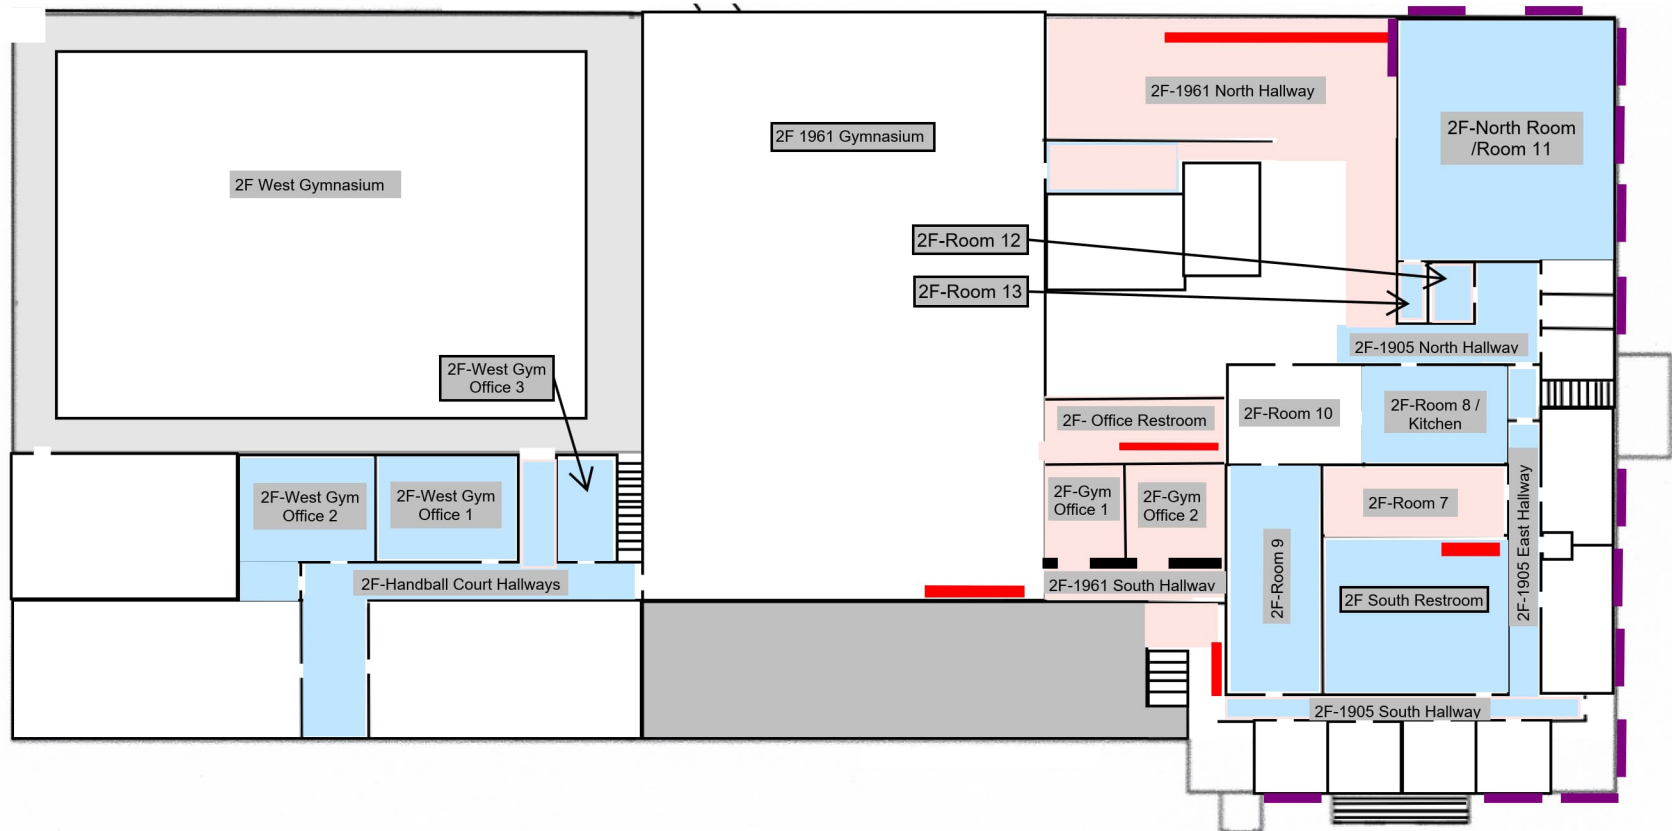 2F-1961 North Hallway
2F 1961 Gymnasium
2F-North Room
/Room 11
2F West Gymnasium
2F-Room 12
2F-Room 13
2F-1905 North Hallway
2F-West Gym
Office 3
2F- Office Restroom
2F-Room 10
2F-Room 8 /
Kitchen
2F-West Gym
Office 2
2F-West Gym
Office 1
2F-Gym
Office 1
2F-Gym
Office 2
2F-Room 7
2F-1905 East Hallway
2F-Room 9
2F-Handball Court Hallways
2F-1961 South Hallway
2F South Restroom
2F-1905 South Hallway